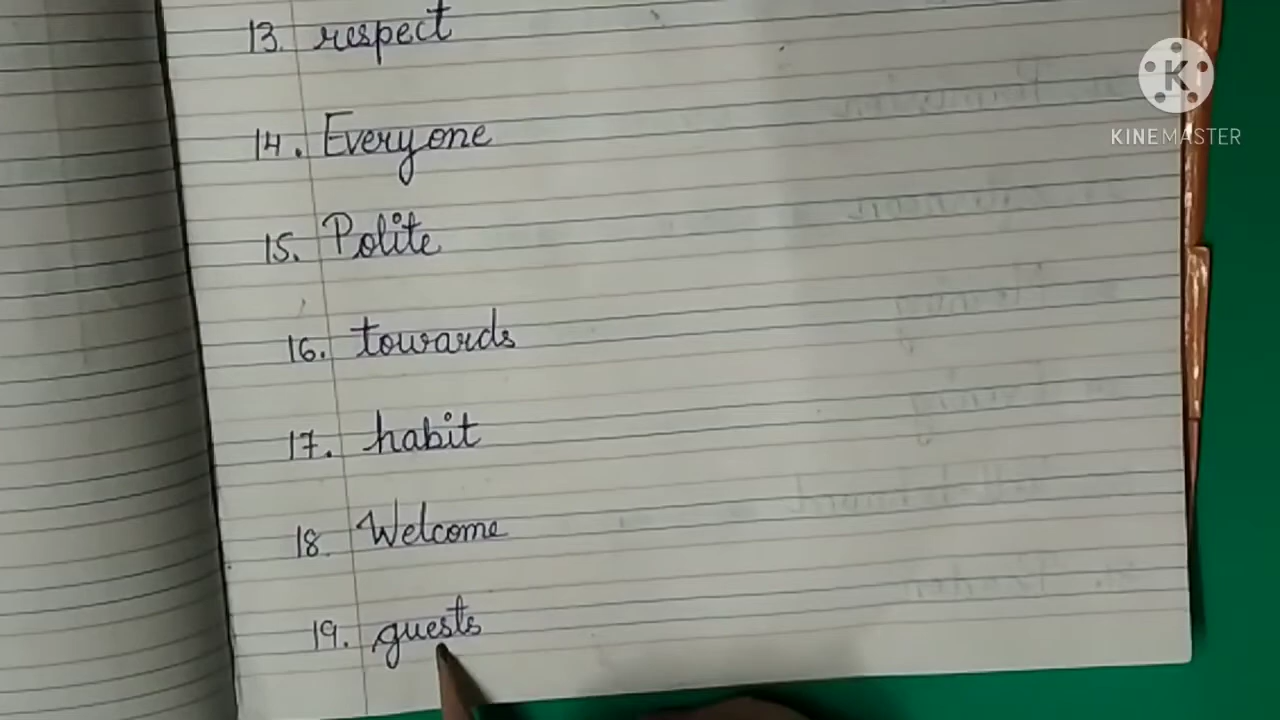 13. respect
14. Everyone
15. Polite
16. towards
17. habit
18. Welcome
19. guests
K
KINEMASTER